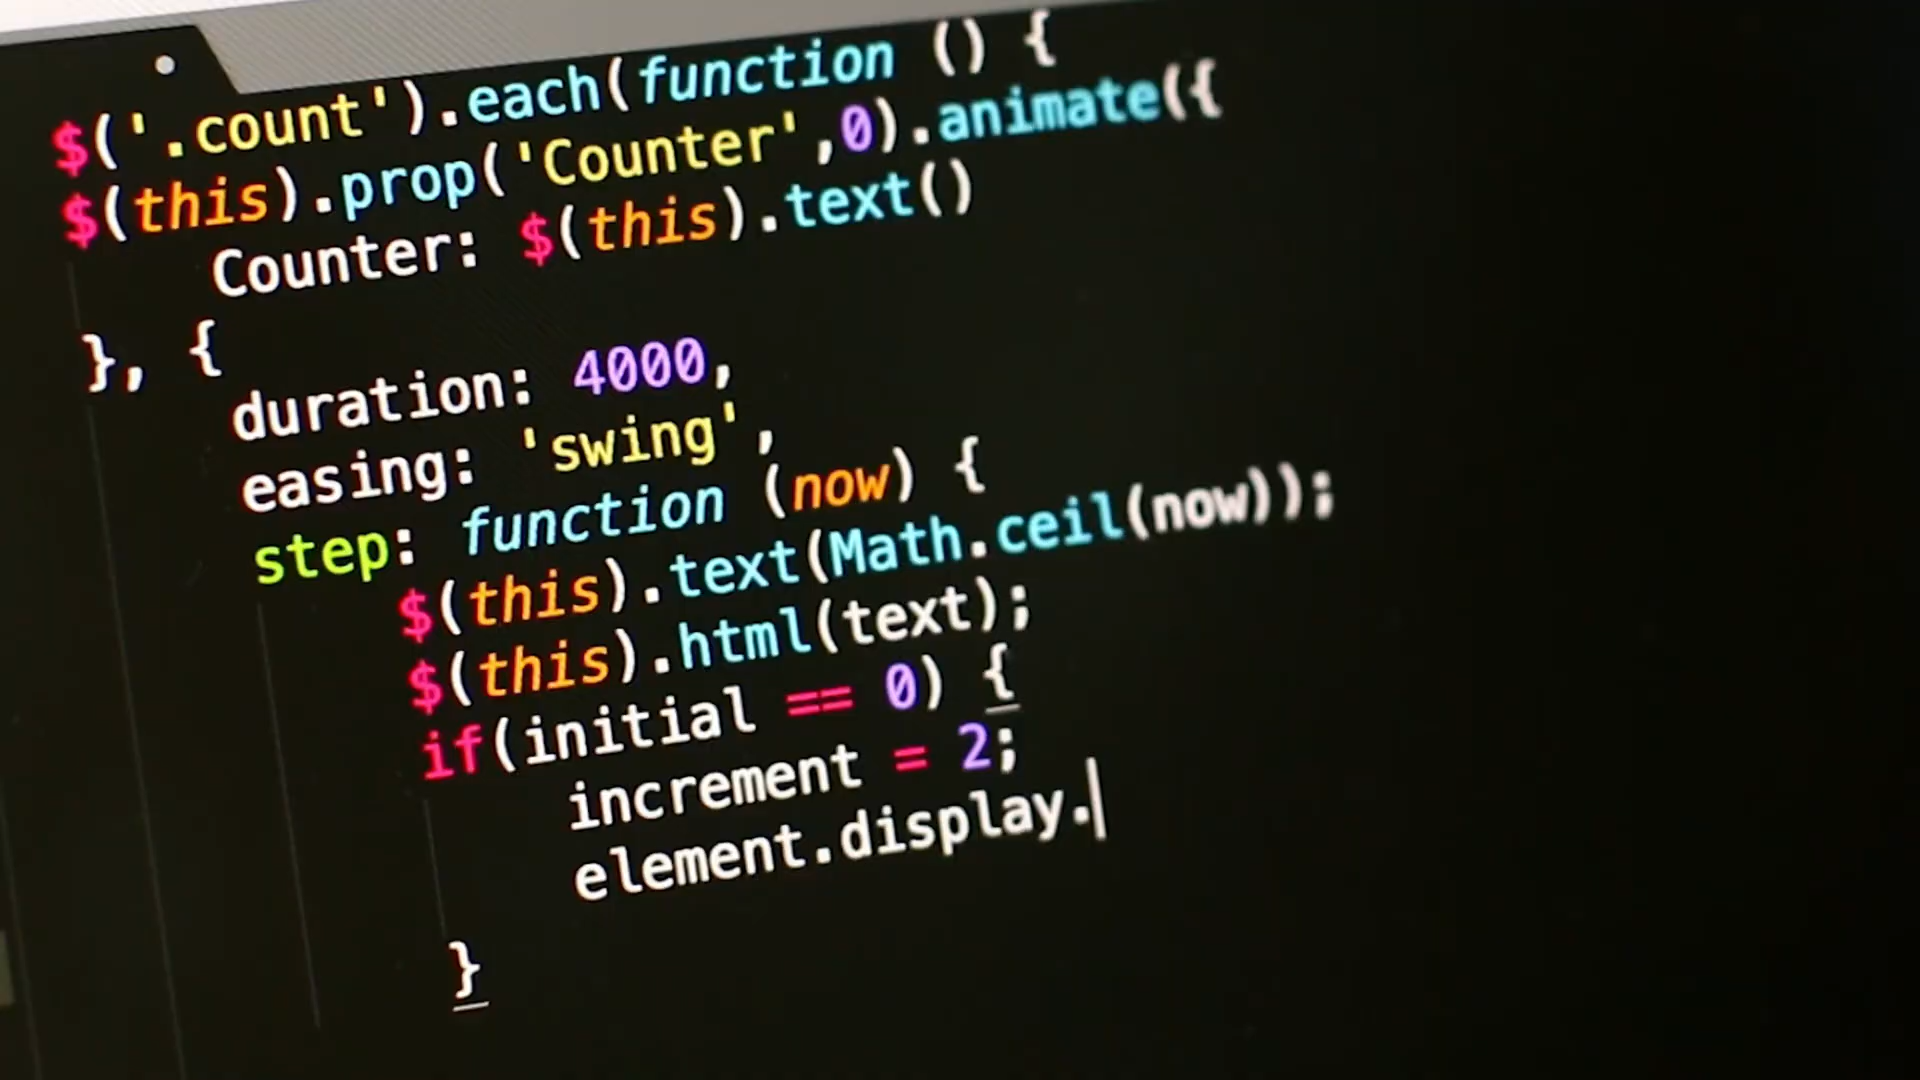 $('.count').each(function () {
$(this).prop('Counter',0).animate({
Counter: $(this).text()
}, {
duration: 4000,
easing: 'swing',
step: function (now) {
$(this).text(Math.ceil(now));
$(this).html(text);
if(initial == 0) {
increment = 2;
element.display.
}